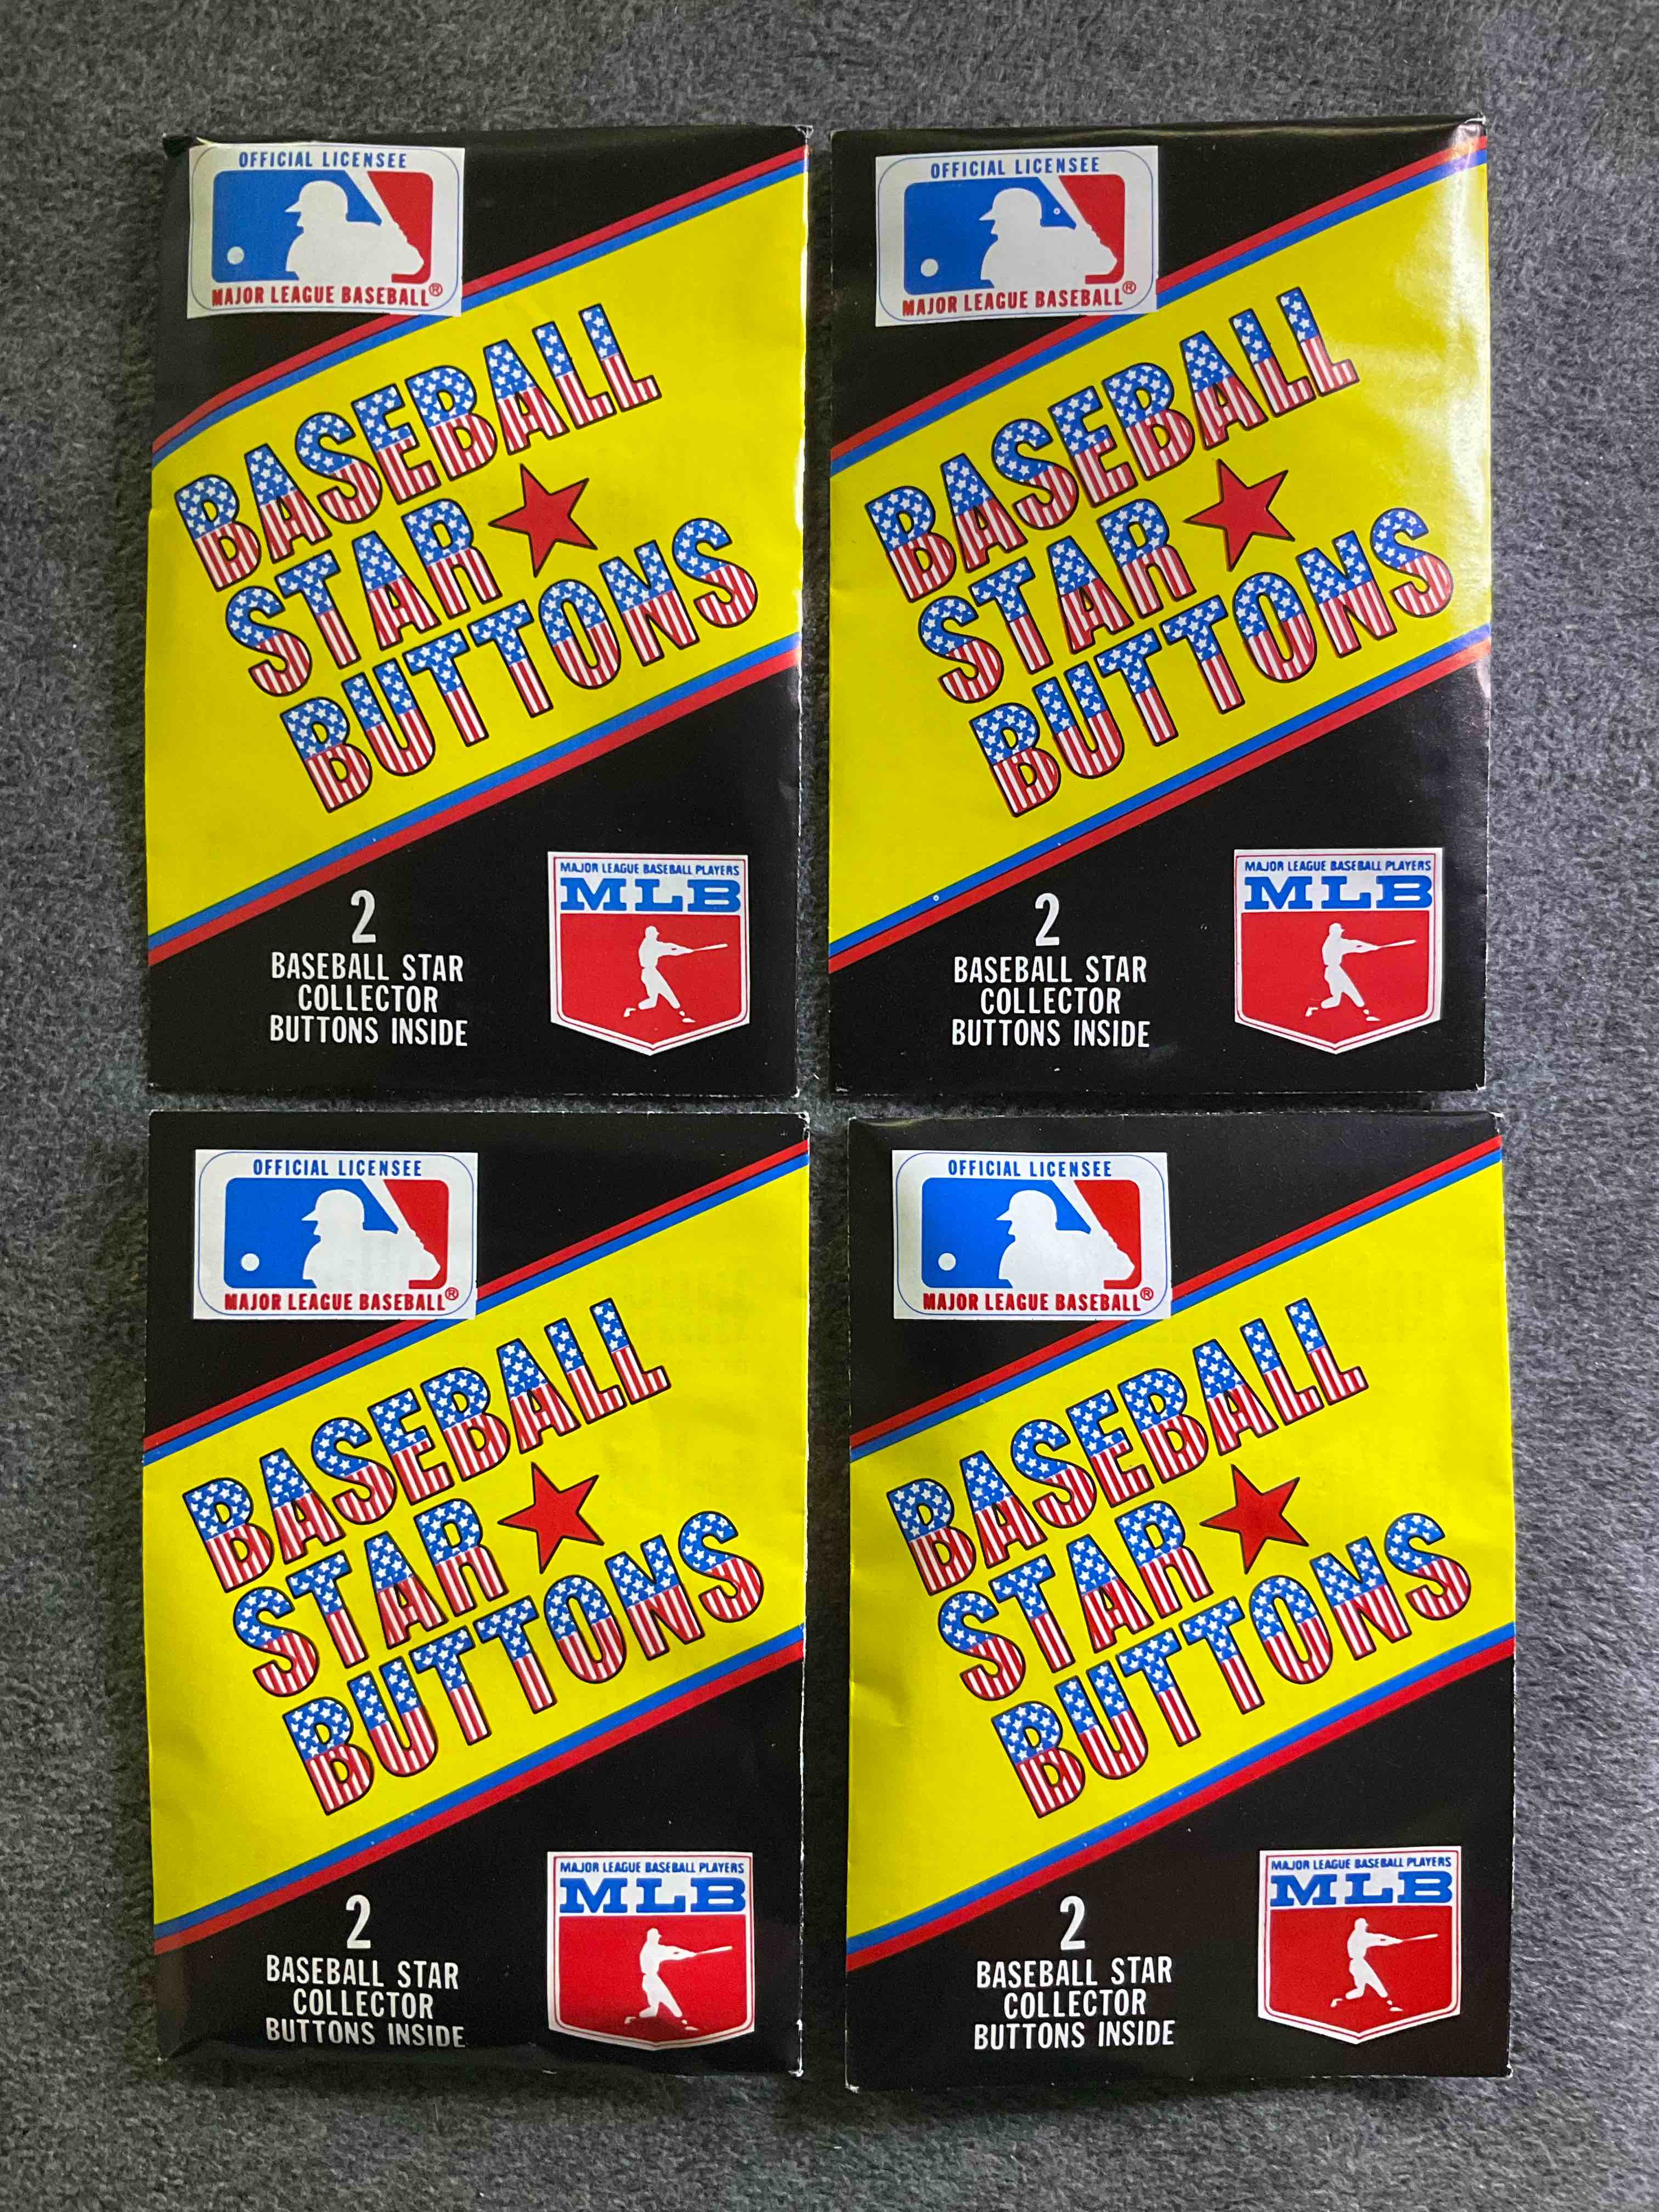 OFFICIAL LICENSEE
MAJOR LEAGUE BASEBALL®
BASEBALL
STAR
BUTTONS
2
BASEBALL STAR
COLLECTOR
BUTTONS INSIDE
MAJOR LEAGUE BASEBALL PLAYERS
MLB
OFFICIAL LICENSEE
MAJOR LEAGUE BASEBALL®
BASEBALL
STAR
BUTTONS
2
BASEBALL STAR
COLLECTOR
BUTTONS INSIDE
MAJOR LEAGUE BASEBALL PLAYERS
MLB
OFFICIAL LICENSEE
MAJOR LEAGUE BASEBALL®
BASEBALL
STAR
BUTTONS
2
BASEBALL STAR
COLLECTOR
BUTTONS INSIDE
MAJOR LEAGUE BASEBALL PLAYERS
MLB
OFFICIAL LICENSEE
MAJOR LEAGUE BASEBALL®
BASEBALL
STAR
BUTTONS
2
BASEBALL STAR
COLLECTOR
BUTTONS INSIDE
MAJOR LEAGUE BASEBALL PLAYERS
MLB